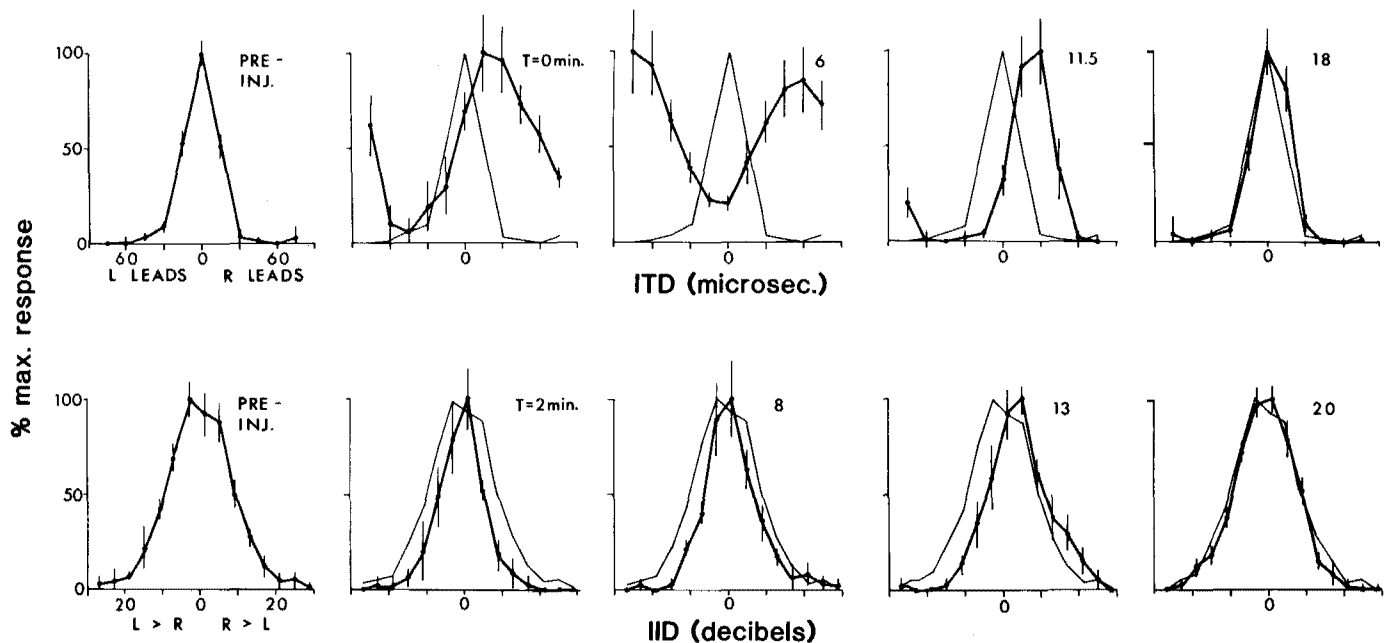 % max. response
100
50
0
PRE-
INJ.
60 0 60
L LEADS R LEADS
T=0 min.
0
6
0
11.5
0
18
0
ITD (microsec.)
100
50
0
PRE-
INJ.
20 0 20
L > R R > L
T=2 min.
0
8
0
13
0
20
0
IID (decibels)